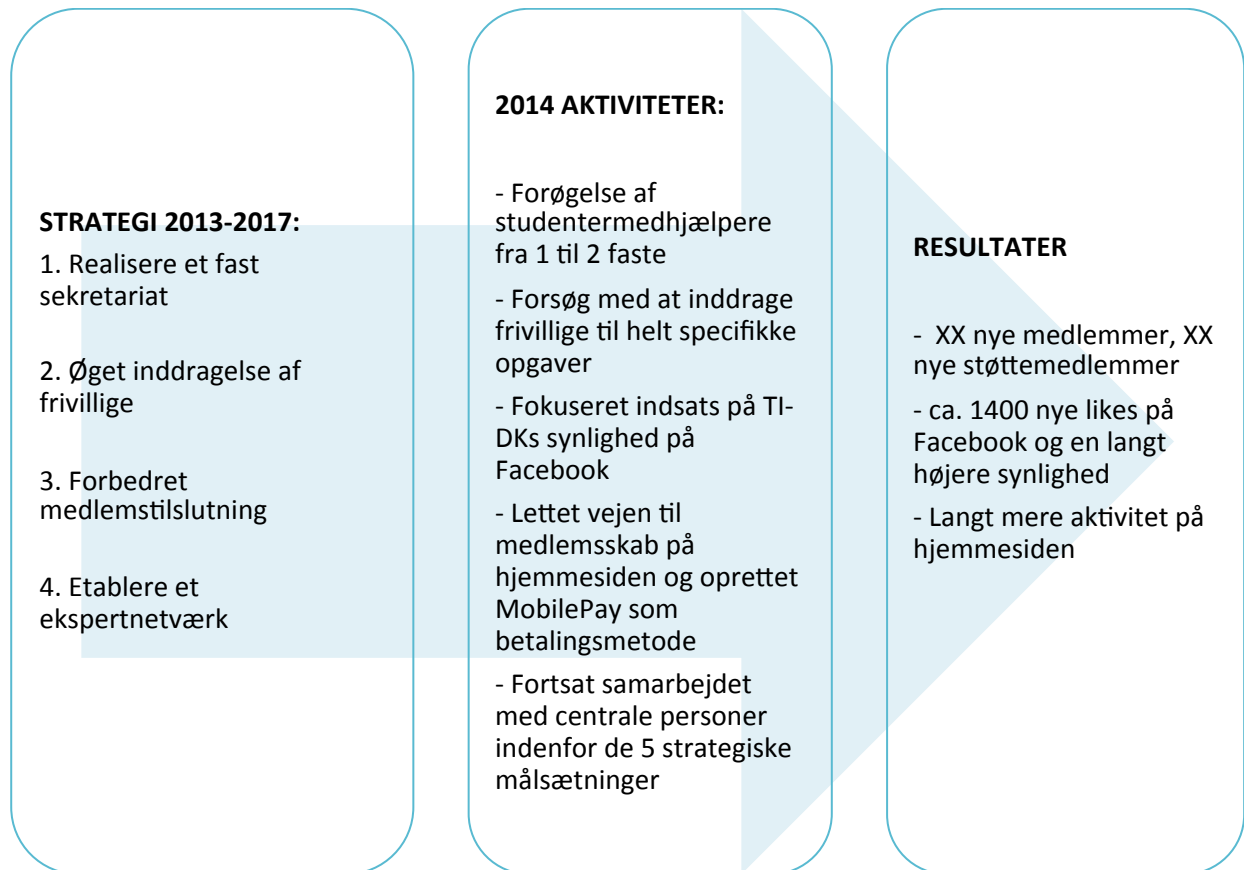 STRATEGI 2013-2017:
1. Realisere et fast
sekretariat
2. Øget inddragelse af
frivillige
3. Forbedret
medlemstilslutning
4. Etablere et
ekspertnetværk
2014 AKTIVITETER:
- Forøgelse af
studentermedhjælpere
fra 1 til 2 faste
- Forsøg med at inddrage
frivillige til helt specifikke
opgaver
- Fokuseret indsats på TI-
DKs synlighed på
Facebook
- Lettet vejen til
medlemsskab på
hjemmesiden og oprettet
MobilePay som
betalingsmetode
- Fortsat samarbejdet
med centrale personer
indenfor de 5 strategiske
målsætninger
RESULTATER
- XX nye medlemmer, XX
nye støttemedlemmer
- ca. 1400 nye likes på
Facebook og en langt
højere synlighed
- Langt mere aktivitet på
hjemmesiden